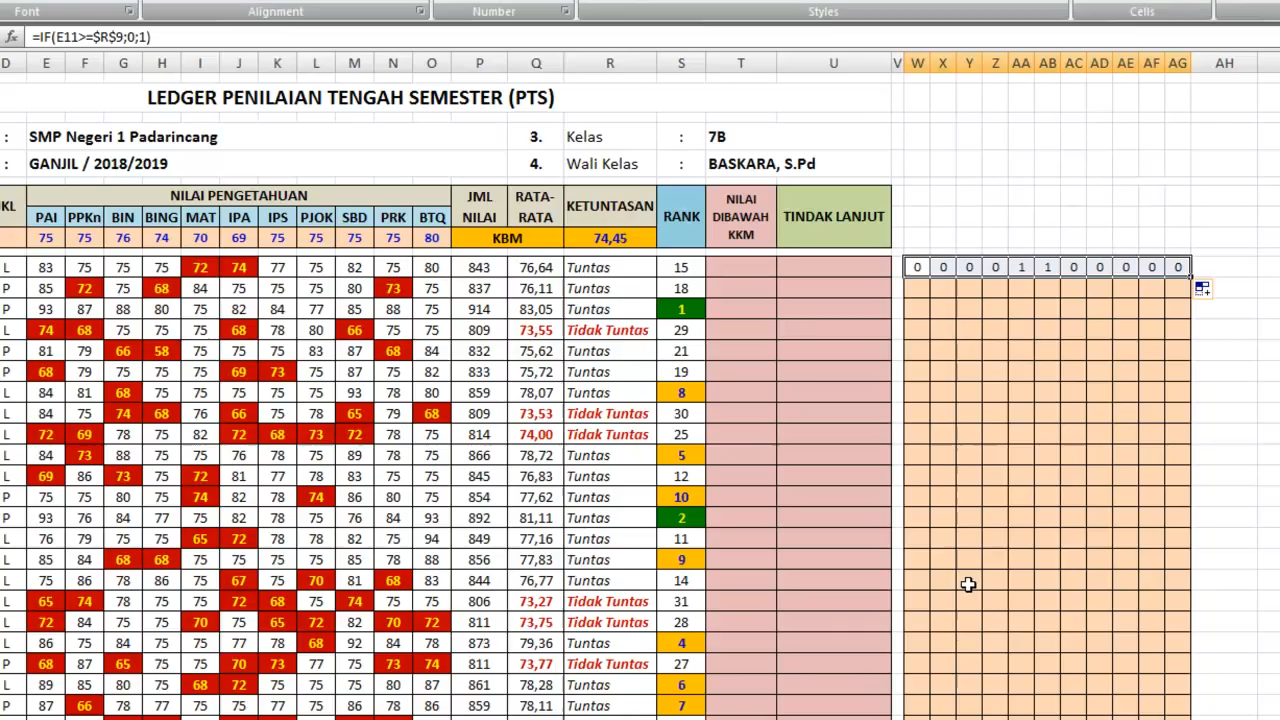 Font Alignment Number Styles Cells
fx =IF(E11>=$R$9;0;1)
D E F G H I J K L M N O P Q R S T U V W X Y Z AA AB AC AD AE AF AG AH
LEDGER PENILAIAN TENGAH SEMESTER (PTS)
: SMP Negeri 1 Padarincang 3. Kelas : 7B
: GANJIL / 2018/2019 4. Wali Kelas : BASKARA, S.Pd
KL NILAI PENGETAHUAN JML NILAI RATA-RATA KETUNTASAN RANK NILAI DIBAWAH KKM TINDAK LANJUT
PAI PPKn BIN BING MAT IPA IPS PJOK SBD PRK BTQ
75 75 76 74 70 69 75 75 75 75 80 KBM 74,45
L 83 75 75 75 72 74 77 75 82 75 80 843 76,64 Tuntas 15 0 0 0 0 1 1 0 0 0 0 0
P 85 72 75 68 84 75 75 75 80 73 75 837 76,11 Tuntas 18
P 93 87 88 80 75 82 84 77 85 88 75 914 83,05 Tuntas 1
L 74 68 75 75 75 68 78 80 66 75 75 809 73,55 Tidak Tuntas 29
P 81 79 66 58 75 75 75 83 87 68 84 832 75,62 Tuntas 21
P 68 79 75 75 75 69 73 75 87 75 82 833 75,72 Tuntas 19
L 84 81 68 75 75 75 75 75 93 78 80 859 78,07 Tuntas 8
L 84 75 74 68 76 66 75 78 65 79 68 809 73,53 Tidak Tuntas 30
L 72 69 78 75 82 72 68 73 72 78 75 814 74,00 Tidak Tuntas 25
L 84 73 88 75 75 76 78 75 89 78 75 866 78,72 Tuntas 5
L 69 86 73 75 72 81 77 78 83 75 75 845 76,83 Tuntas 12
P 75 75 80 75 74 82 78 74 86 80 75 854 77,62 Tuntas 10
P 93 76 84 77 75 82 78 75 76 84 93 892 81,11 Tuntas 2
L 76 79 75 75 65 72 78 78 82 75 94 849 77,16 Tuntas 11
L 85 84 68 68 75 75 75 75 85 78 88 856 77,83 Tuntas 9
L 75 86 78 86 75 67 75 70 81 68 83 844 76,77 Tuntas 14
L 65 74 78 75 75 72 68 75 74 75 75 806 73,27 Tidak Tuntas 31
L 72 84 75 75 70 75 65 72 82 70 72 811 73,75 Tidak Tuntas 28
L 86 75 84 75 75 77 78 68 92 84 78 873 79,36 Tuntas 4
P 68 87 65 75 75 70 73 77 75 73 74 811 73,77 Tidak Tuntas 27
L 89 85 80 75 68 72 75 75 75 80 87 861 78,28 Tuntas 6
P 87 66 78 78 75 75 75 75 84 82 84 859 78,11 Tuntas 7